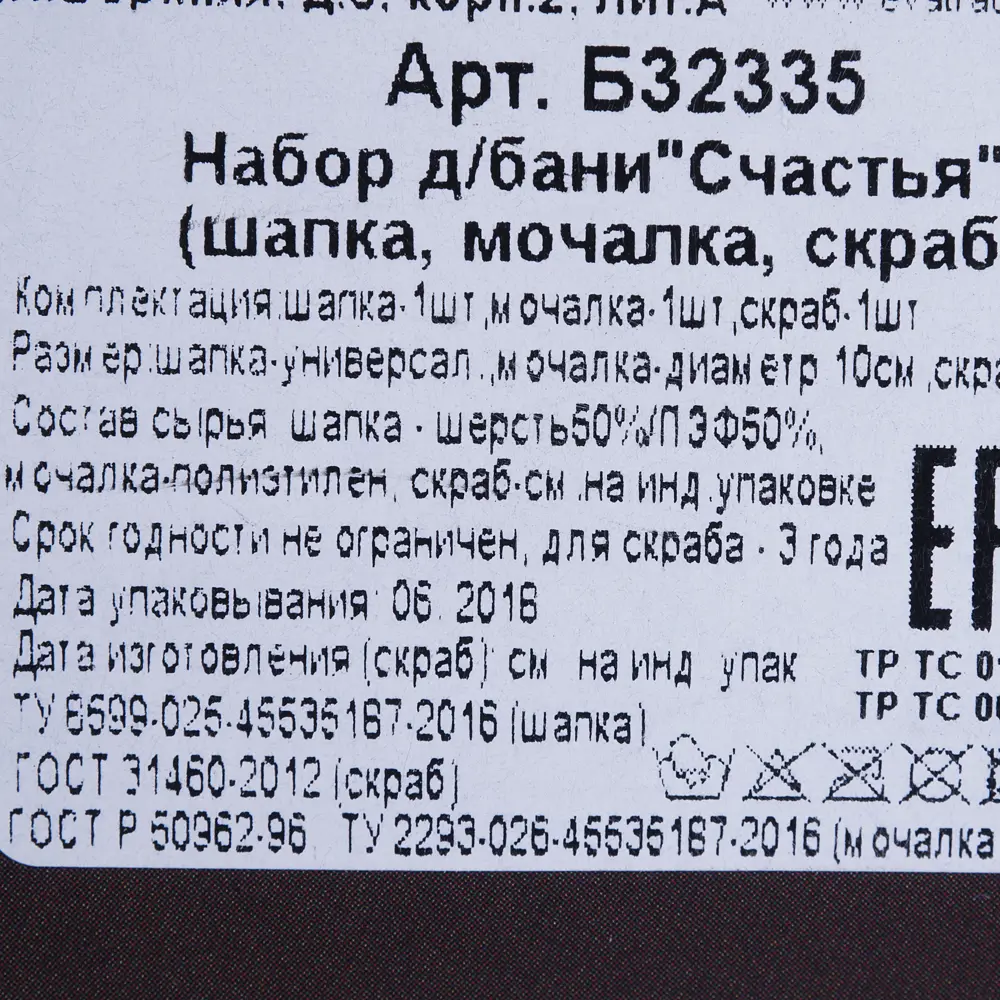 корп.2,
Арт. Б32335
Набор д/бани"Счастья"
(шапка, мочалка, скраб
Комплектация:шапка-1шт,мочалка-1шт,скраб-1шт
Размер:шапка-универсал.,мочалка-диаметр 10см,скра
Состав сырья шапка - шерсть50%/ПЭФ50%,
мочалка-полиэтилен, скраб-см.на инд.упаковке
Срок годности не ограничен, для скраба - 3 года
Дата упаковывания: 06. 2018
Дата изготовления (скраб): см на инд упак
ТР ТС
ТУ 8699-025-45535187-2016 (шапка)
ТР ТС
ГОСТ 31460-2012 (скраб)
ГОСТ Р 50962-96 ТУ 2293-026-45535187-2016 (мочалка